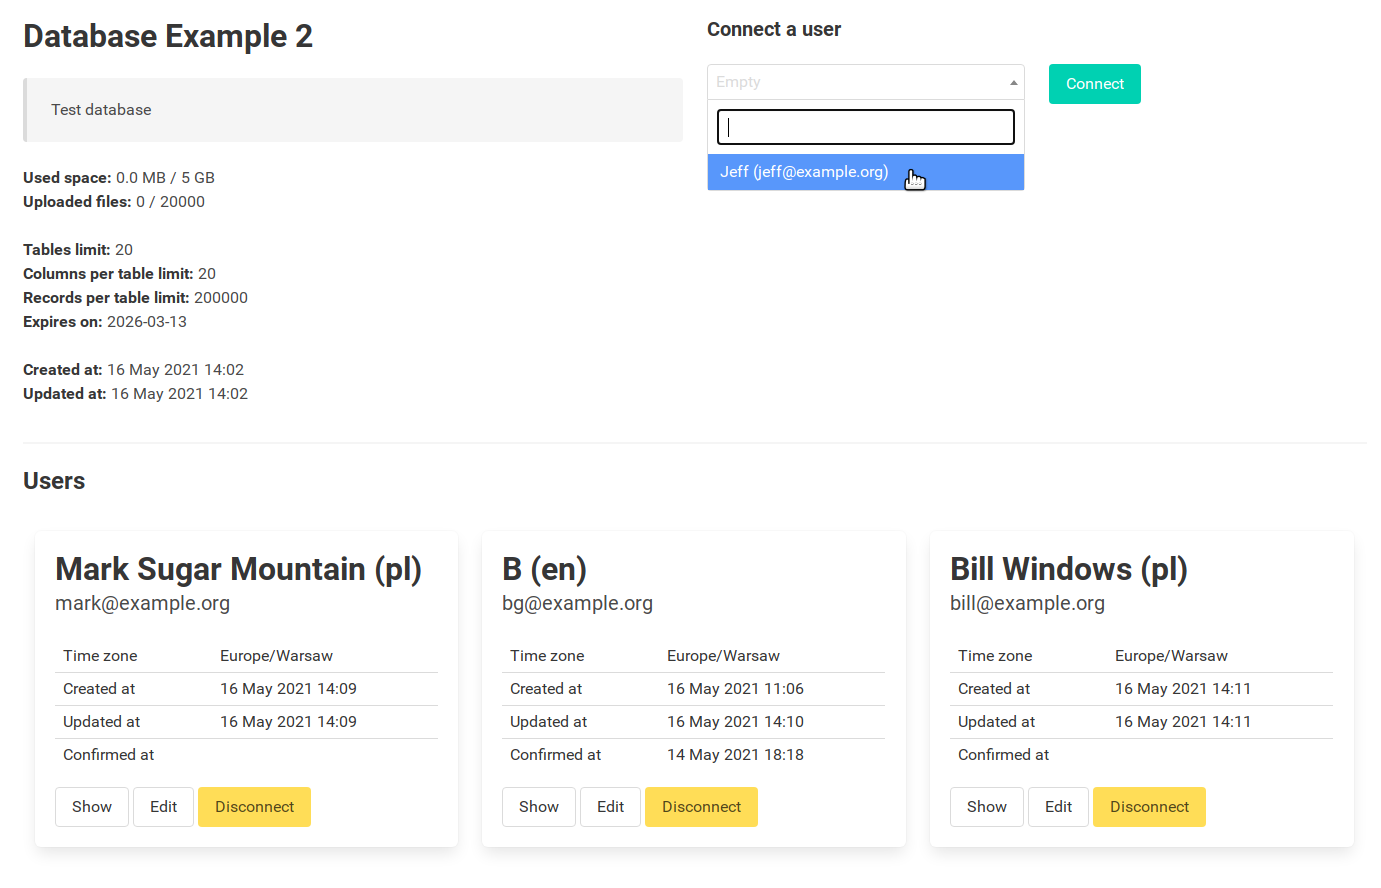 Database Example 2
Test database
Used space: 0.0 MB / 5 GB
Uploaded files: 0 / 20000
Tables limit: 20
Columns per table limit: 20
Records per table limit: 200000
Expires on: 2026-03-13
Created at: 16 May 2021 14:02
Updated at: 16 May 2021 14:02
Connect a user
Empty
Connect
Jeff (jeff@example.org)
Users
Mark Sugar Mountain (pl)
mark@example.org
Time zone Europe/Warsaw
Created at 16 May 2021 14:09
Updated at 16 May 2021 14:09
Confirmed at
Show Edit Disconnect
B (en)
bg@example.org
Time zone Europe/Warsaw
Created at 16 May 2021 11:06
Updated at 16 May 2021 14:10
Confirmed at 14 May 2021 18:18
Show Edit Disconnect
Bill Windows (pl)
bill@example.org
Time zone Europe/Warsaw
Created at 16 May 2021 14:11
Updated at 16 May 2021 14:11
Confirmed at
Show Edit Disconnect